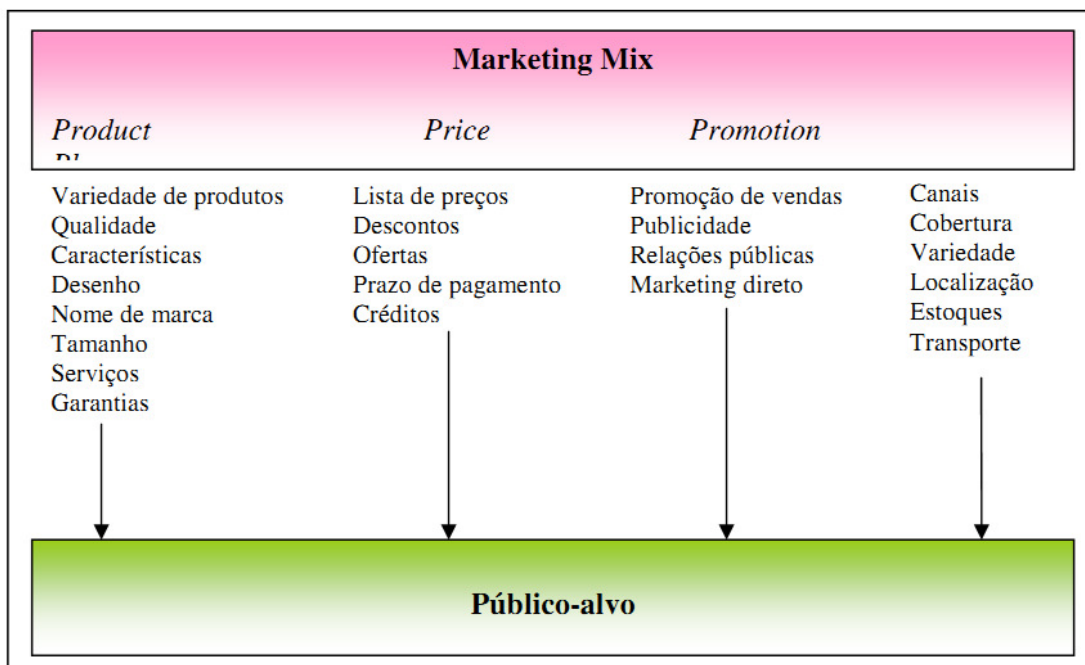 Marketing Mix
Product Price Promotion
Variedade de produtos
Qualidade
Características
Desenho
Nome de marca
Tamanho
Serviços
Garantias
Lista de preços
Descontos
Ofertas
Prazo de pagamento
Créditos
Promoção de vendas
Publicidade
Relações públicas
Marketing direto
Canais
Cobertura
Variedade
Localização
Estoques
Transporte
Público-alvo